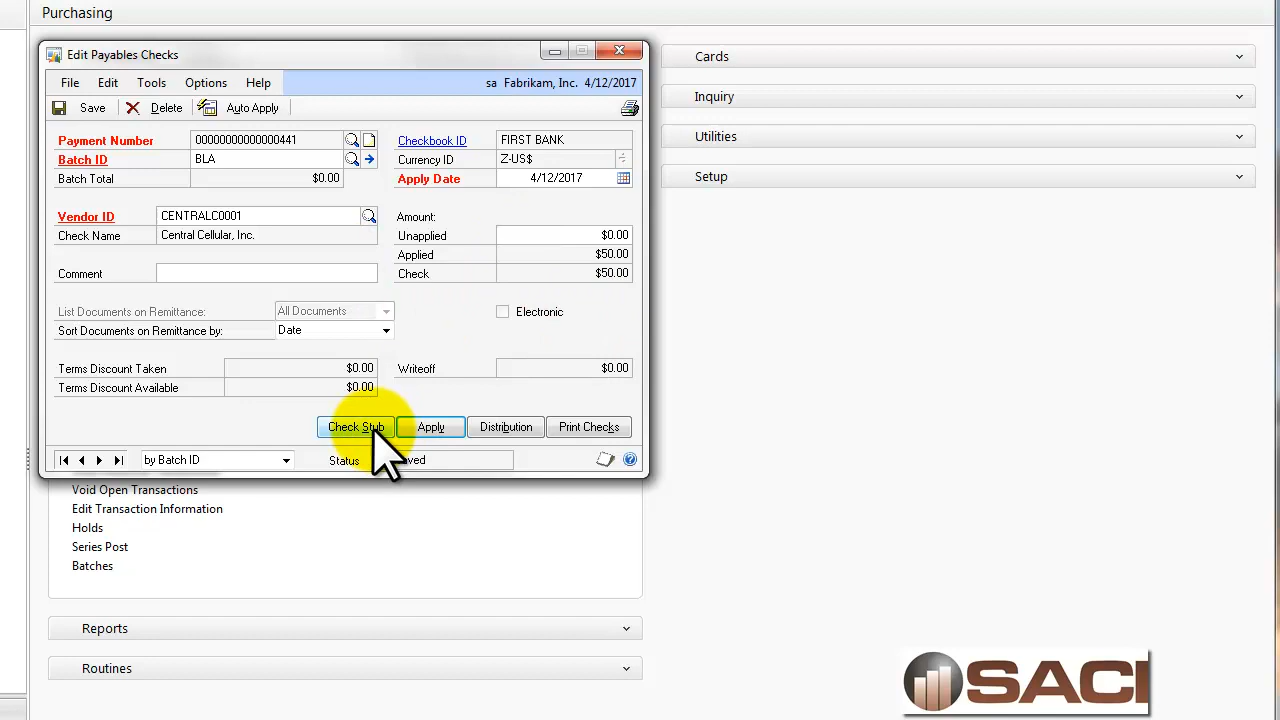 Purchasing
Edit Payables Checks
File Edit Tools Options Help sa Fabrikam, Inc. 4/12/2017
Save Delete Auto Apply
Payment Number 0000000000000441 Checkbook ID FIRST BANK
Batch ID BLA Currency ID Z-US$
Batch Total $0.00 Apply Date 4/12/2017
Vendor ID CENTRALC0001 Amount:
Check Name Central Cellular, Inc. Unapplied $0.00
Applied $50.00
Comment Check $50.00
List Documents on Remittance: All Documents Electronic
Sort Documents on Remittance by: Date
Terms Discount Taken $0.00 Writeoff $0.00
Terms Discount Available $0.00
Check Stub Apply Distribution Print Checks
by Batch ID Status
Cards
Inquiry
Utilities
Setup
Void Open Transactions
Edit Transaction Information
Holds
Series Post
Batches
Reports
Routines
SACI